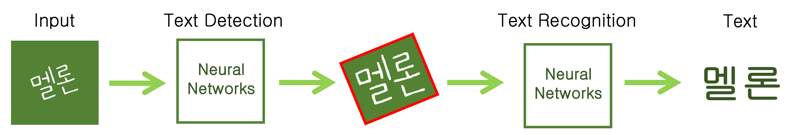 Input
Text Detection
Text Recognition
Text
멜론
Neural
Networks
멜론
Neural
Networks
멜론